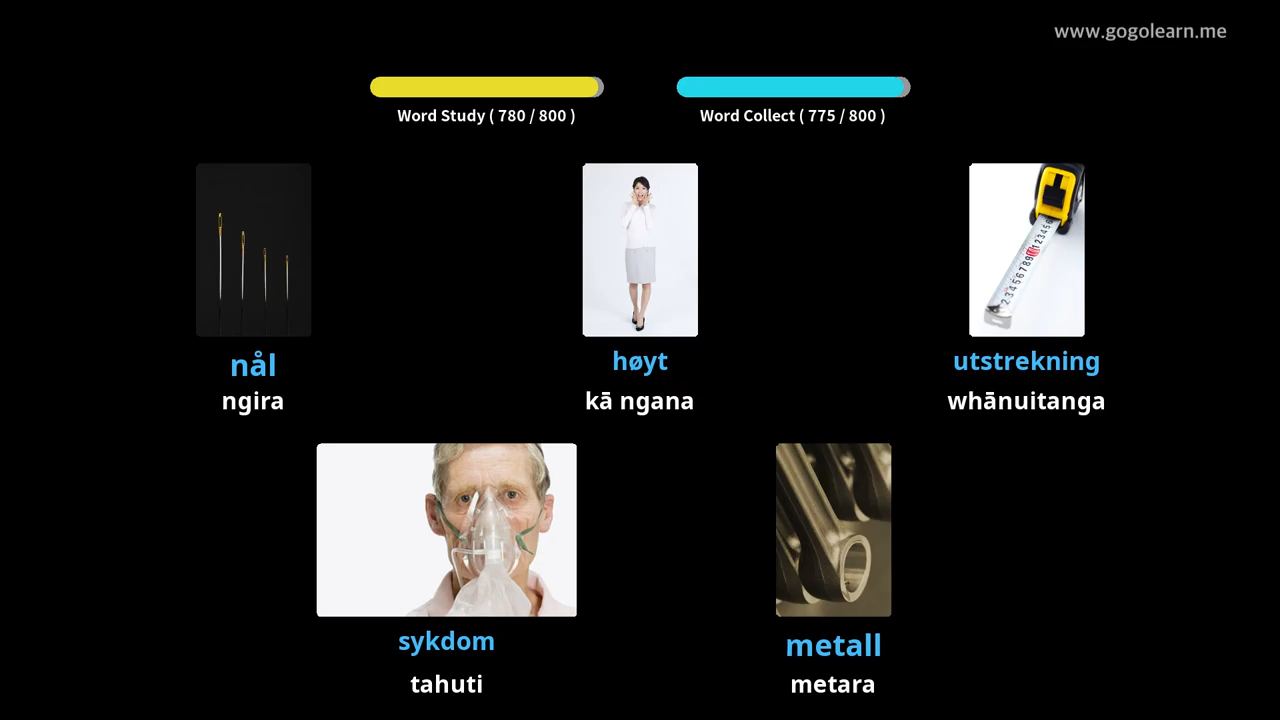 www.gogolearn.me
Word Study ( 780 / 800 )
Word Collect ( 775 / 800 )
nål
ngira
høyt
kā ngana
utstrekning
whānuitanga
sykdom
tahuti
metall
metara